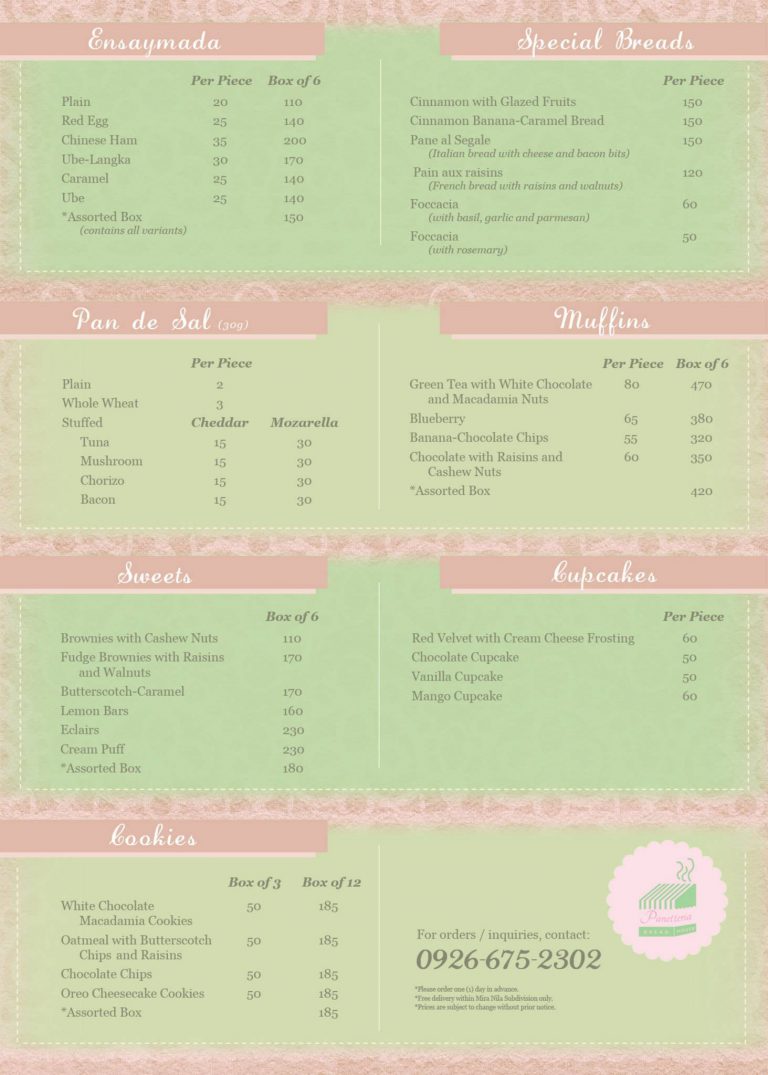 Ensaymada
Per Piece Box of 6
Plain 20 110
Red Egg 25 140
Chinese Ham 35 200
Ube-Langka 30 170
Caramel 25 140
Ube 25 140
*Assorted Box 150
(contains all variants)
Special Breads
Per Piece
Cinnamon with Glazed Fruits 150
Cinnamon Banana-Caramel Bread 150
Pane al Segale 150
(Italian bread with cheese and bacon bits)
Pain aux raisins 120
(French bread with raisins and walnuts)
Foccacia 60
(with basil, garlic and parmesan)
Foccacia 50
(with rosemary)
Pan de Sal (30g)
Per Piece
Plain 2
Whole Wheat 3
Stuffed Cheddar Mozarella
Tuna 15 30
Mushroom 15 30
Chorizo 15 30
Bacon 15 30
Muffins
Per Piece Box of 6
Green Tea with White Chocolate 80 470
and Macadamia Nuts
Blueberry 65 380
Banana-Chocolate Chips 55 320
Chocolate with Raisins and 60 350
Cashew Nuts
*Assorted Box 420
Sweets
Box of 6
Brownies with Cashew Nuts 110
Fudge Brownies with Raisins 170
and Walnuts
Butterscotch-Caramel 170
Lemon Bars 160
Eclairs 230
Cream Puff 230
*Assorted Box 180
Cupcakes
Per Piece
Red Velvet with Cream Cheese Frosting 60
Chocolate Cupcake 50
Vanilla Cupcake 50
Mango Cupcake 60
Cookies
Box of 3 Box of 12
White Chocolate 50 185
Macadamia Cookies
Oatmeal with Butterscotch 50 185
Chips and Raisins
Chocolate Chips 50 185
Oreo Cheesecake Cookies 50 185
*Assorted Box 185
For orders / inquiries, contact:
0926-675-2302
*Please order one (1) day in advance.
*Free delivery within Mira Nila Subdivision only.
*Prices are subject to change without prior notice.
BREAD HOUSE